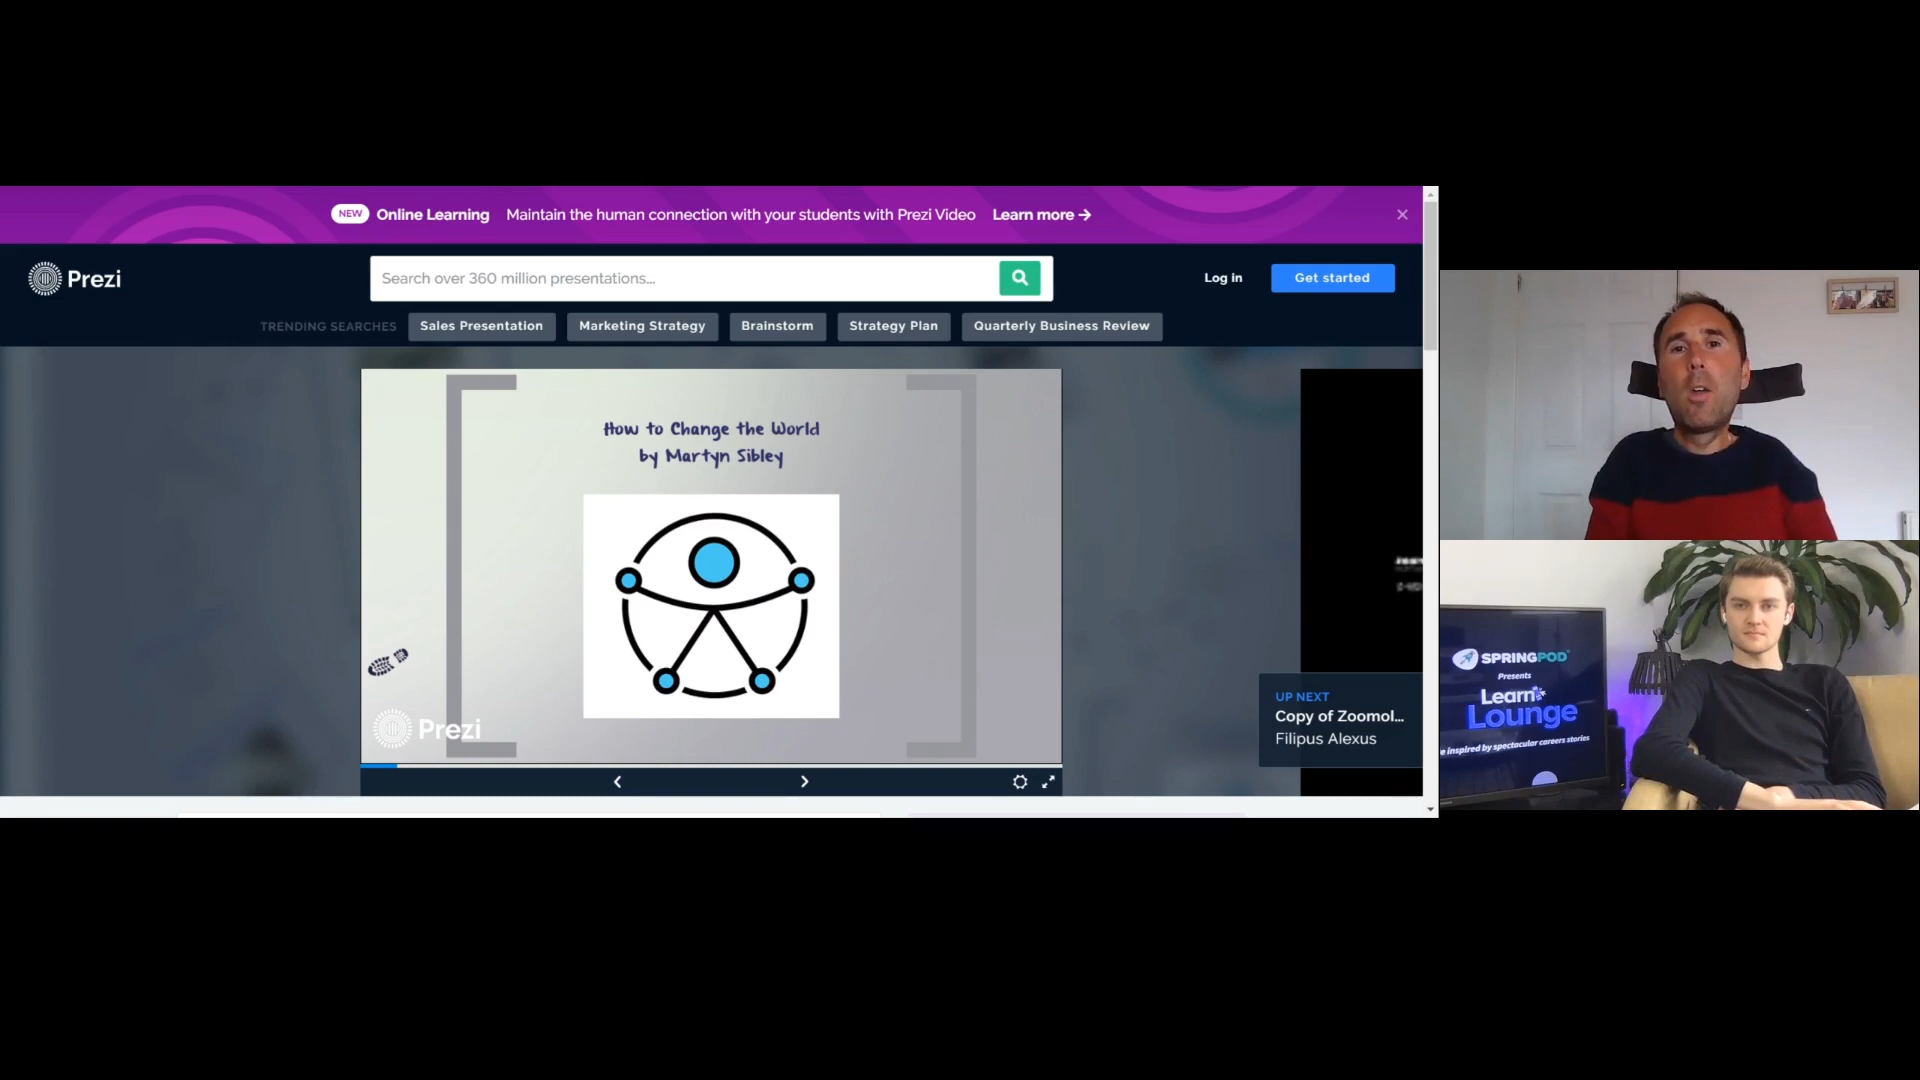 NEW Online Learning Maintain the human connection with your students with Prezi Video Learn more → ×
Prezi
Search over 360 million presentations...
Log in
Get started
TRENDING SEARCHES Sales Presentation Marketing Strategy Brainstorm Strategy Plan Quarterly Business Review
How to Change the World
by Martyn Sibley
Prezi
UP NEXT
Copy of Zoomol...
Filipus Alexus
SPRINGPOD
Presents
Learn
Lounge
inspired by spectacular careers stories